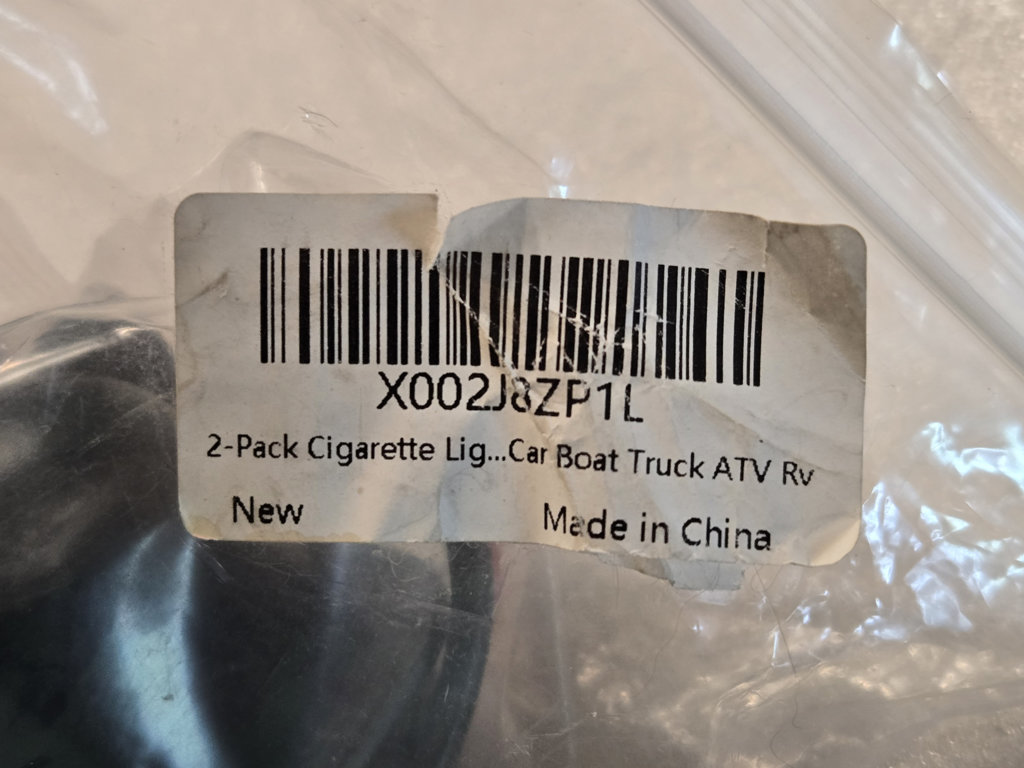 X002J8ZP1L
2-Pack Cigarette Lig...Car Boat Truck ATV Rv
New Made in China